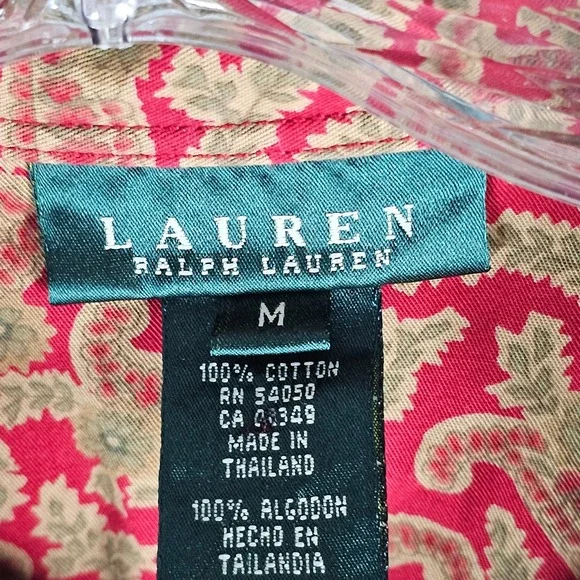 LAUREN
RALPH LAUREN
M
100% COTTON
RN 54050
CA
MADE IN
THAILAND
100% ALGODON
HECHO EN
TAILANDIA